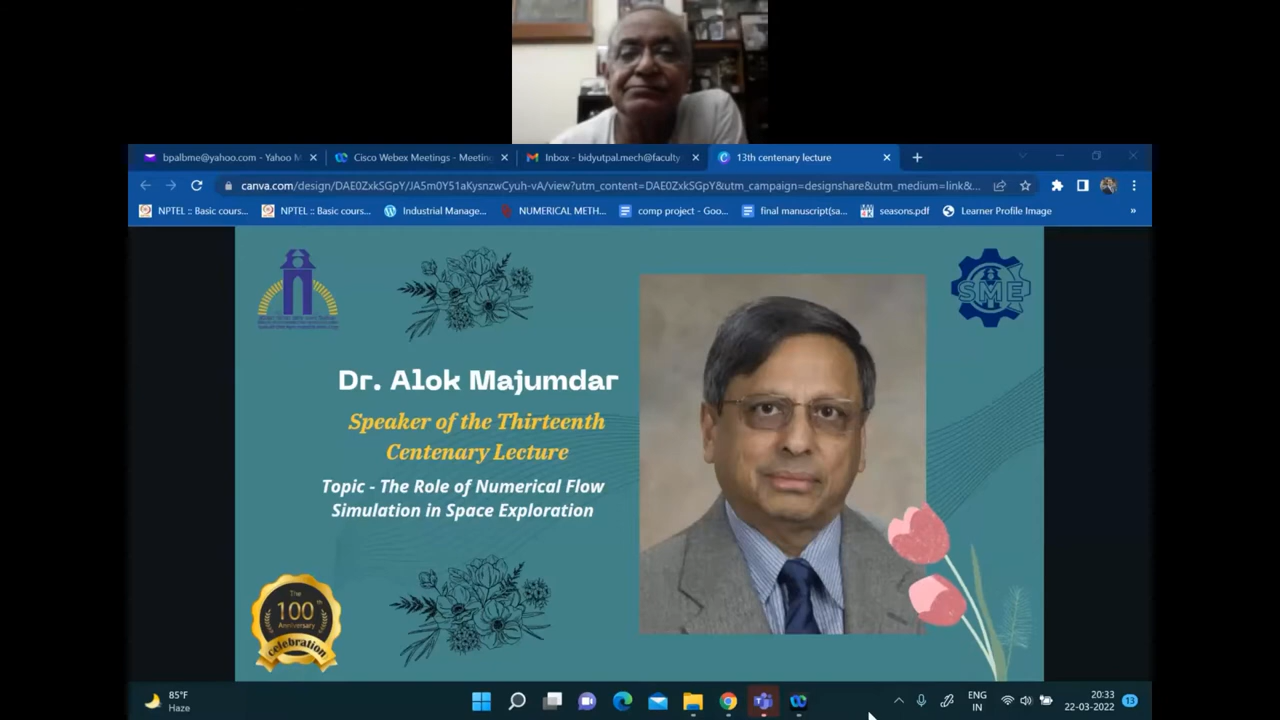 bpalbme@yahoo.com - Yahoo M
Cisco Webex Meetings - Meetin
Inbox - bidyutpal.mech@faculty
13th centenary lecture
canva.com/design/DAE0ZxkSGpY/JA5m0Y51aKysnzwCyuh-vA/view?utm_content=DAE0ZxkSGpY&utm_campaign=designshare&utm_medium=link&...
NPTEL :: Basic cours...
NPTEL :: Basic cours...
Industrial Manage...
NUMERICAL METH...
comp project - Goo...
final manuscript(sa...
seasons.pdf
Learner Profile Image
»
SME
Dr. Alok Majumdar
Speaker of the Thirteenth
Centenary Lecture
Topic - The Role of Numerical Flow
Simulation in Space Exploration
The
100th
Anniversary
celebration
85°F
Haze
ENG
IN
20:33
22-03-2022
13